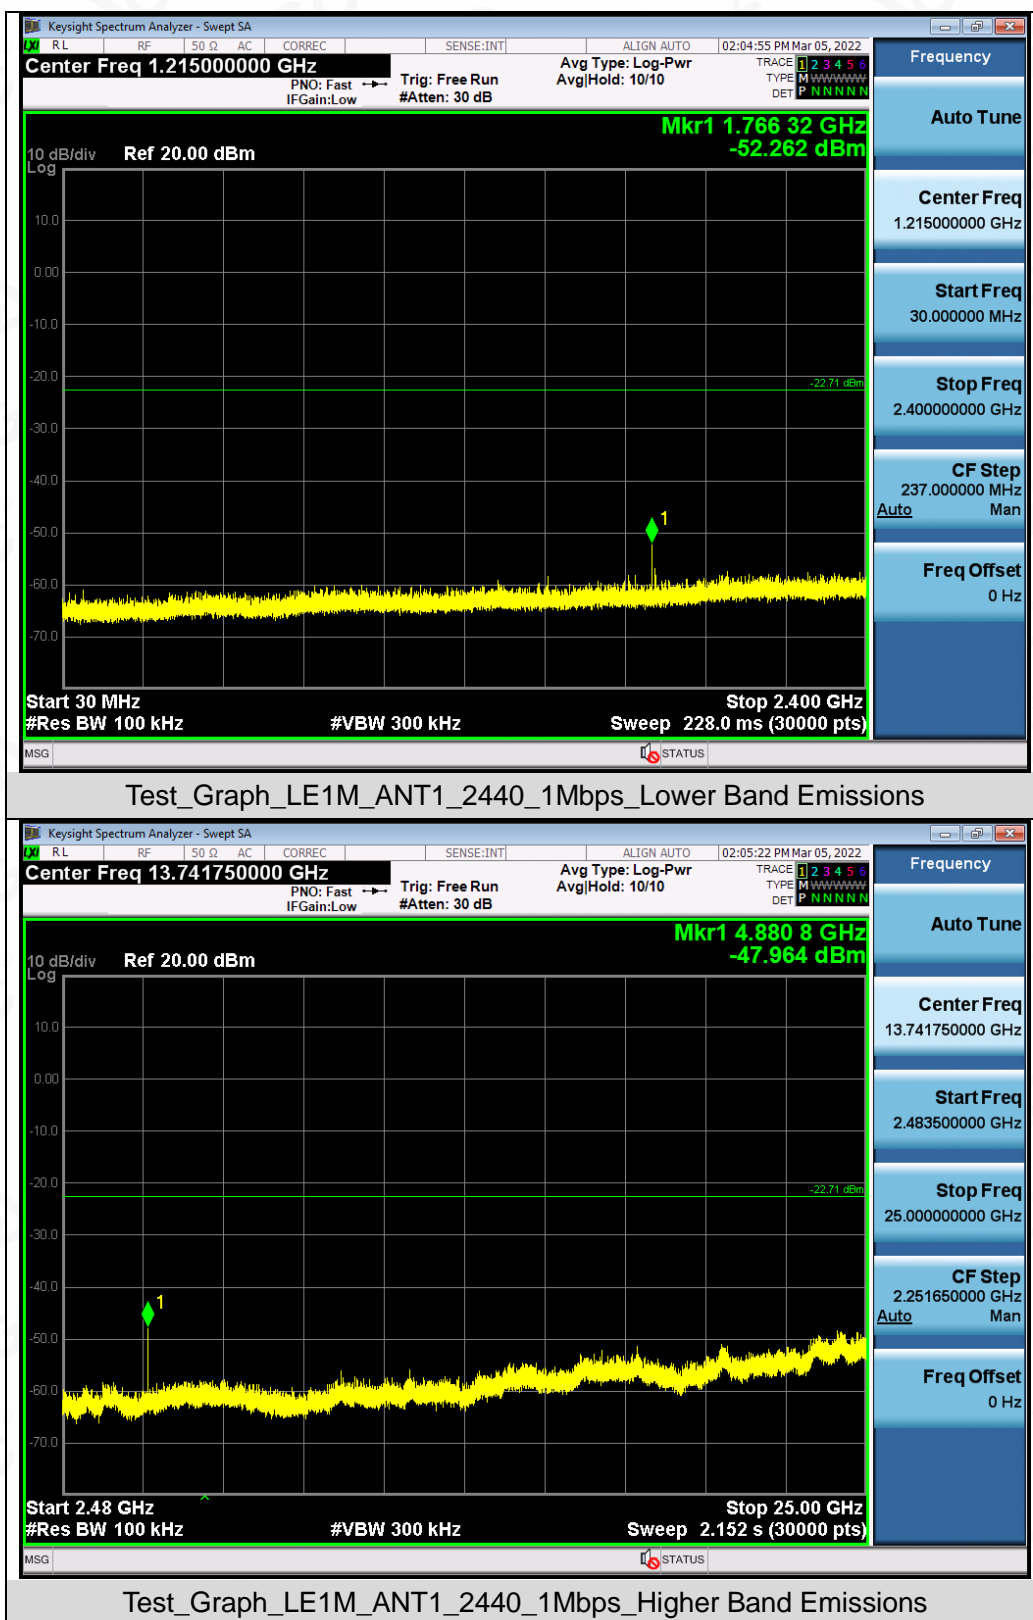 Keysight Spectrum Analyzer - Swept SA
LXI RL RF 50 Ω AC CORREC SENSE:INT ALIGN AUTO 02:04:55 PM Mar 05, 2022
Center Freq 1.215000000 GHz
PNO: Fast
IFGain:Low
Trig: Free Run
#Atten: 30 dB
Avg Type: Log-Pwr
Avg|Hold: 10/10
TRACE 1 2 3 4 5 6
TYPE M W W W W W
DET P N N N N N
Mkr1 1.766 32 GHz
-52.262 dBm
10 dB/div Ref 20.00 dBm
Log
10.0
0.00
-10.0
-20.0
-22.71 dBm
-30.0
-40.0
-50.0
1
-60.0
-70.0
Start 30 MHz Stop 2.400 GHz
#Res BW 100 kHz #VBW 300 kHz Sweep 228.0 ms (30000 pts)
MSG STATUS
Frequency
Auto Tune
Center Freq
1.215000000 GHz
Start Freq
30.000000 MHz
Stop Freq
2.400000000 GHz
CF Step
237.000000 MHz
Auto Man
Freq Offset
0 Hz
Test_Graph_LE1M_ANT1_2440_1Mbps_Lower Band Emissions
Keysight Spectrum Analyzer - Swept SA
LXI RL RF 50 Ω AC CORREC SENSE:INT ALIGN AUTO 02:05:22 PM Mar 05, 2022
Center Freq 13.741750000 GHz
PNO: Fast
IFGain:Low
Trig: Free Run
#Atten: 30 dB
Avg Type: Log-Pwr
Avg|Hold: 10/10
TRACE 1 2 3 4 5 6
TYPE M W W W W W
DET P N N N N N
Mkr1 4.880 8 GHz
-47.964 dBm
10 dB/div Ref 20.00 dBm
Log
10.0
0.00
-10.0
-20.0
-22.71 dBm
-30.0
-40.0
1
-50.0
-60.0
-70.0
Start 2.48 GHz Stop 25.00 GHz
#Res BW 100 kHz #VBW 300 kHz Sweep 2.152 s (30000 pts)
MSG STATUS
Frequency
Auto Tune
Center Freq
13.741750000 GHz
Start Freq
2.483500000 GHz
Stop Freq
25.000000000 GHz
CF Step
2.251650000 GHz
Auto Man
Freq Offset
0 Hz
Test_Graph_LE1M_ANT1_2440_1Mbps_Higher Band Emissions